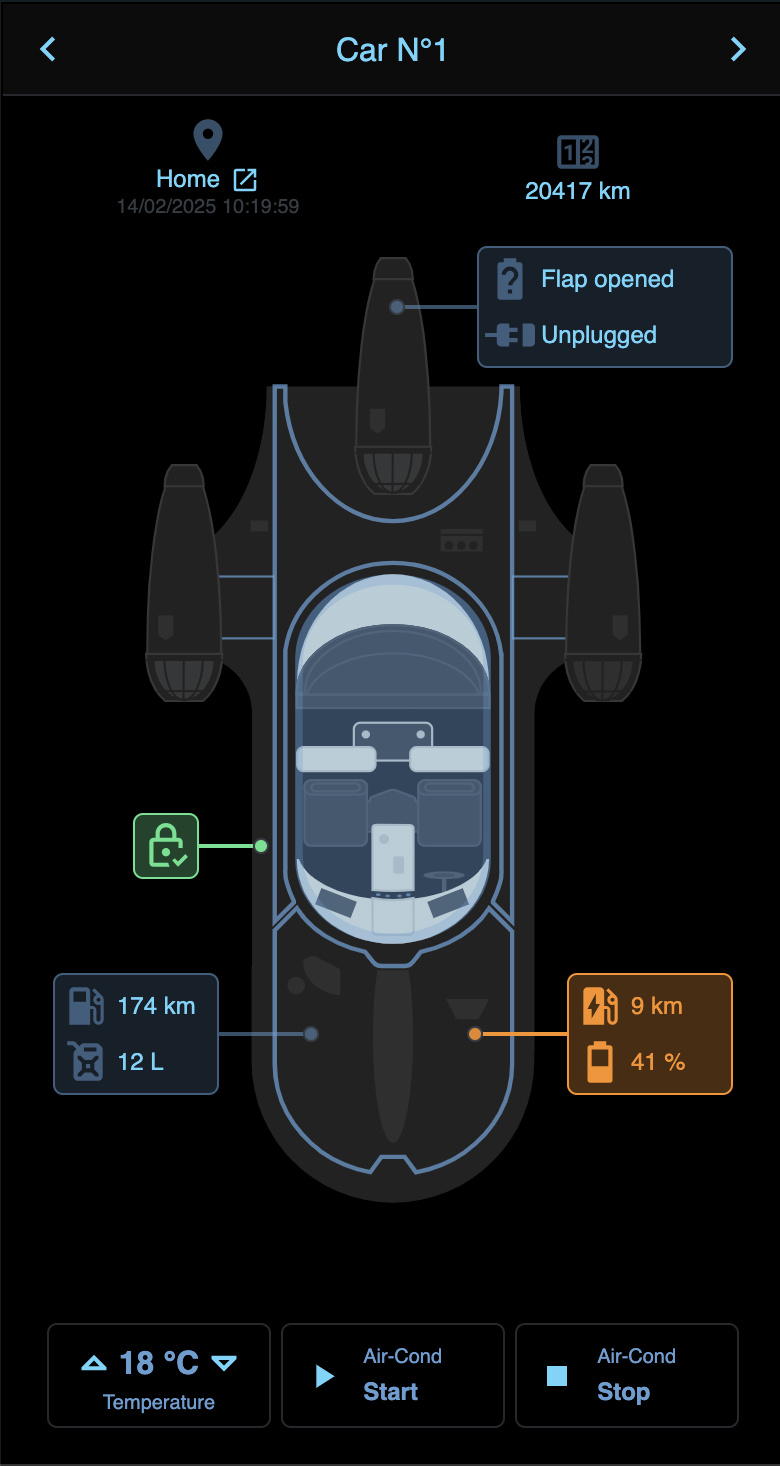 Car N°1
Home
14/02/2025 10:19:59
20417 km
Flap opened
Unplugged
174 km
12 L
9 km
41 %
18 °C
Temperature
Air-Cond
Start
Air-Cond
Stop